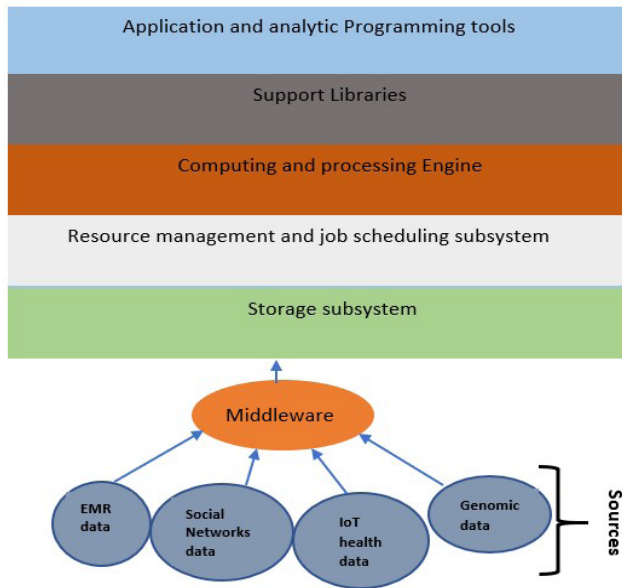 Application and analytic Programming tools
Support Libraries
Computing and processing Engine
Resource management and job scheduling subsystem
Storage subsystem
Middleware
EMR
data
Social
Networks
data
IoT
health
data
Genomic
data
Sources